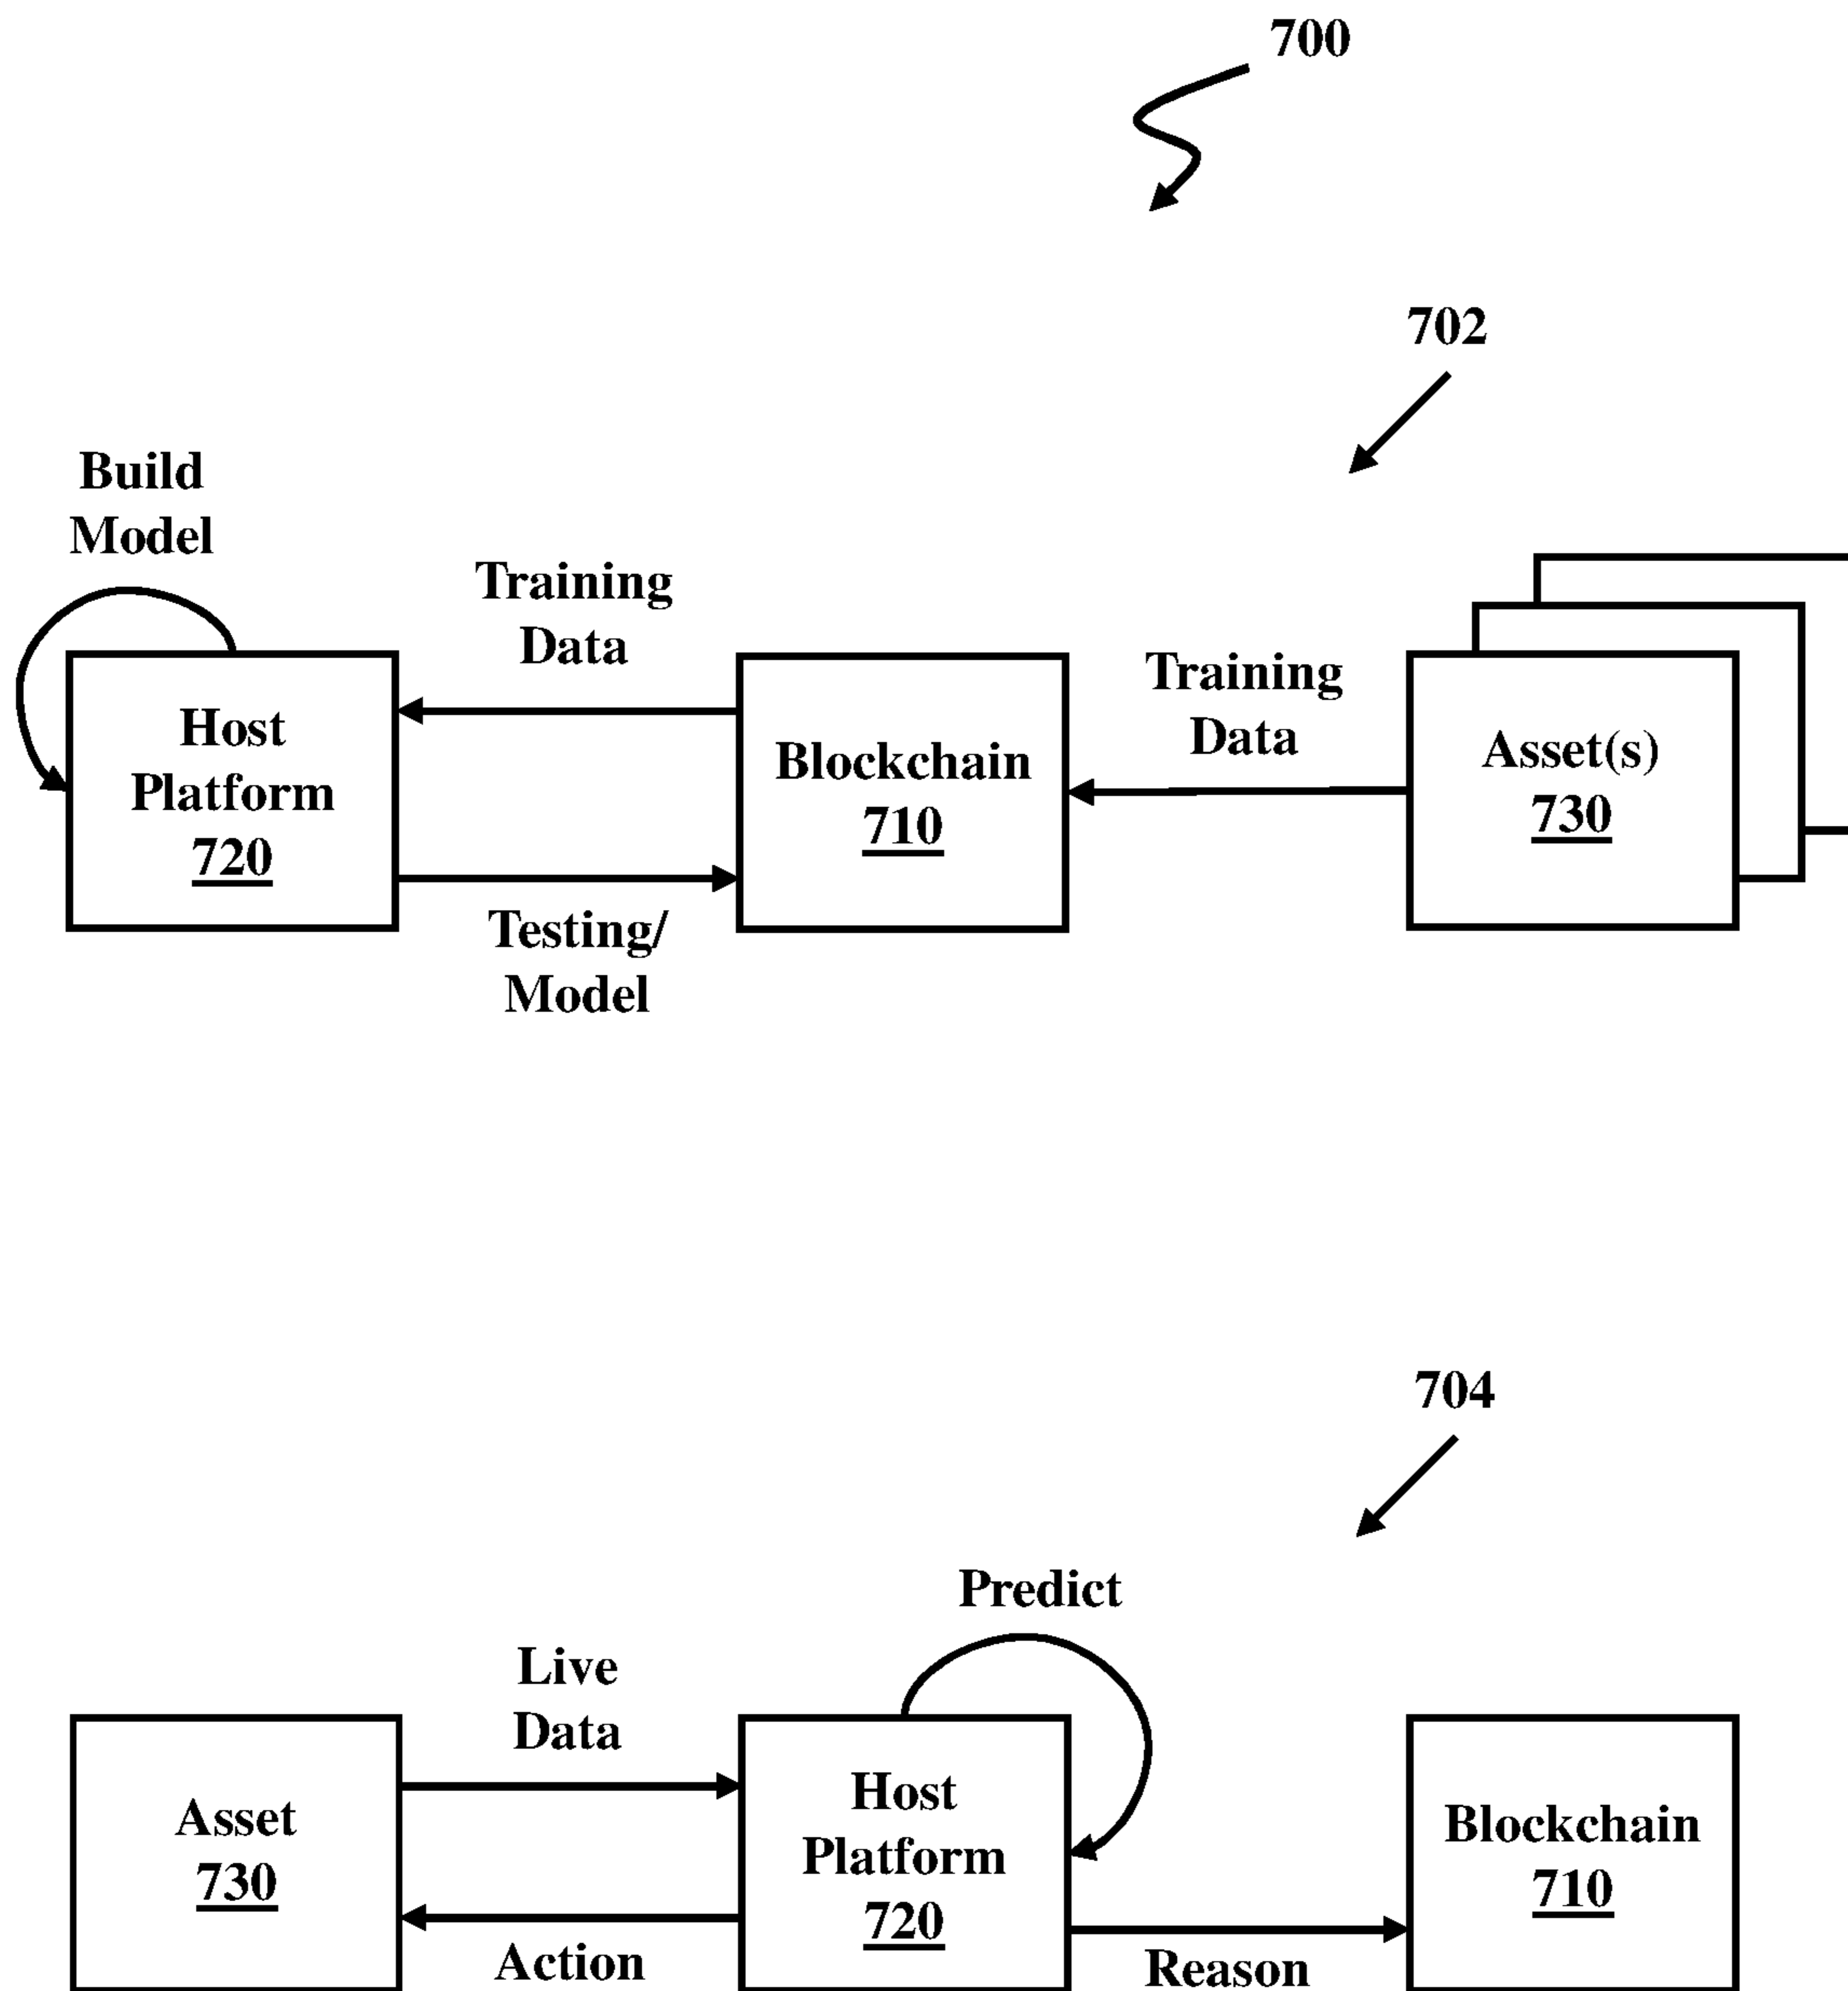 700
702
Build
Model
Training
Data
Training
Data
Host
Platform
720
Blockchain
710
Asset(s)
730
Testing/
Model
704
Predict
Live
Data
Asset
730
Host
Platform
720
Blockchain
710
Action
Reason